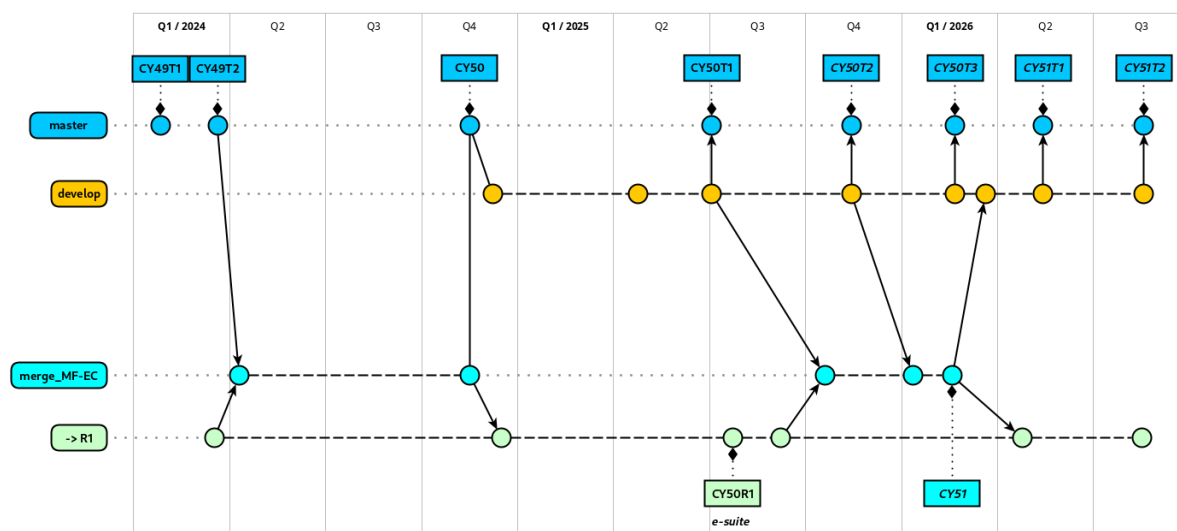 Q1 / 2024 Q2 Q3 Q4 Q1 / 2025 Q2 Q3 Q4 Q1 / 2026 Q2 Q3
CY49T1 CY49T2 CY50 CY50T1 CY50T2 CY50T3 CY51T1 CY51T2
master
develop
merge_MF-EC
-> R1
CY50R1 CY51
e-suite